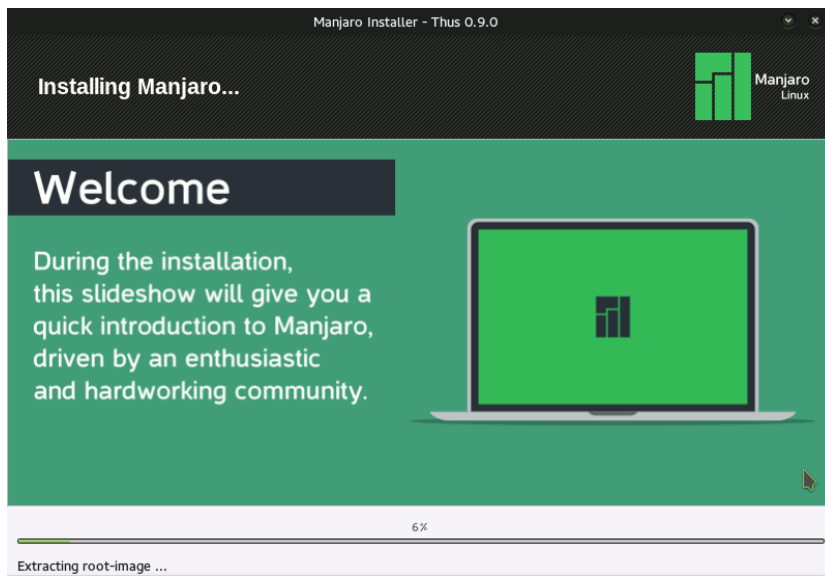 Manjaro Installer - Thus 0.9.0
Installing Manjaro...
Manjaro
Linux
Welcome
During the installation,
this slideshow will give you a
quick introduction to Manjaro,
driven by an enthusiastic
and hardworking community.
6%
Extracting root-image ...